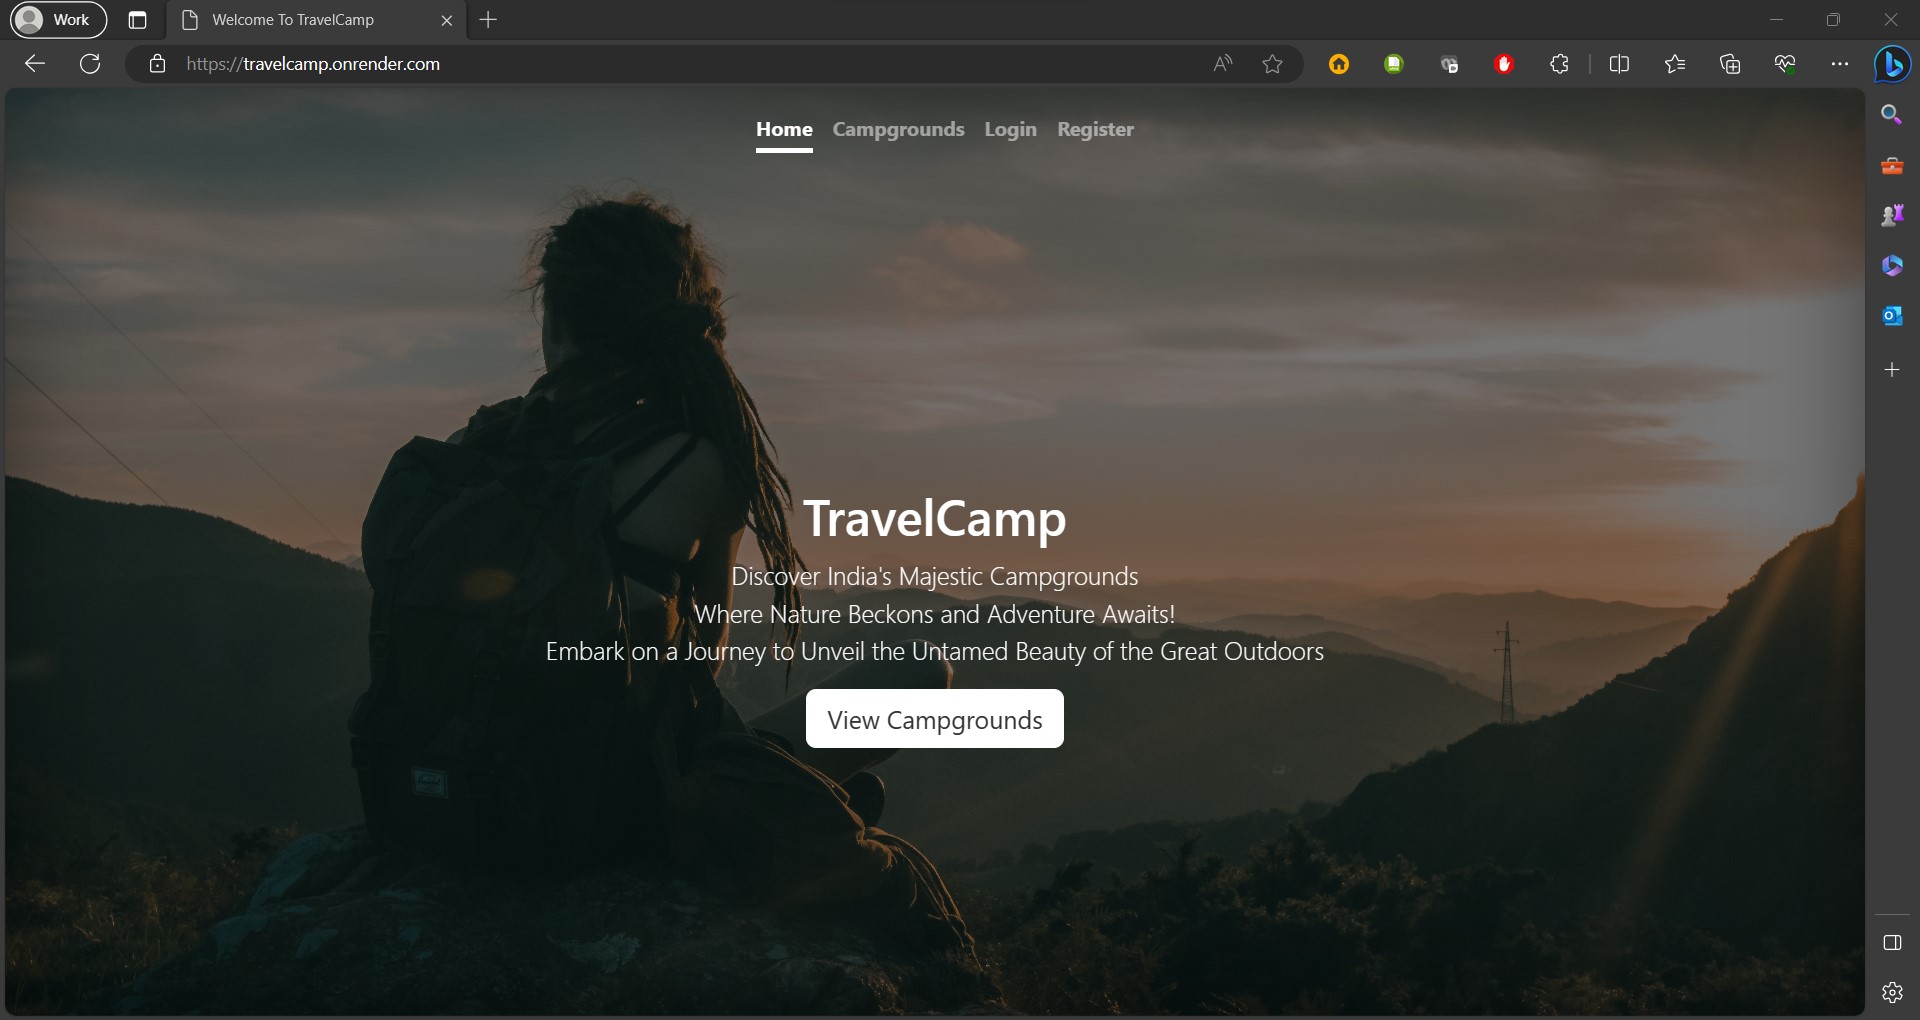 Work
Welcome To TravelCamp
https://travelcamp.onrender.com
Home Campgrounds Login Register
TravelCamp
Discover India's Majestic Campgrounds
Where Nature Beckons and Adventure Awaits!
Embark on a Journey to Unveil the Untamed Beauty of the Great Outdoors
View Campgrounds